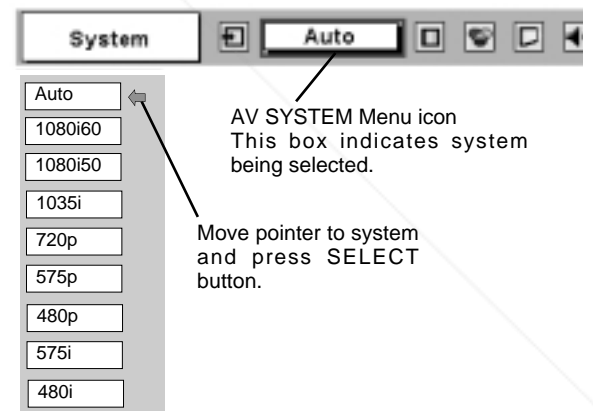 System
Auto
Auto
1080i60
1080i50
1035i
720p
575p
480p
575i
480i
AV SYSTEM Menu icon
This box indicates system
being selected.
Move pointer to system
and press SELECT
button.